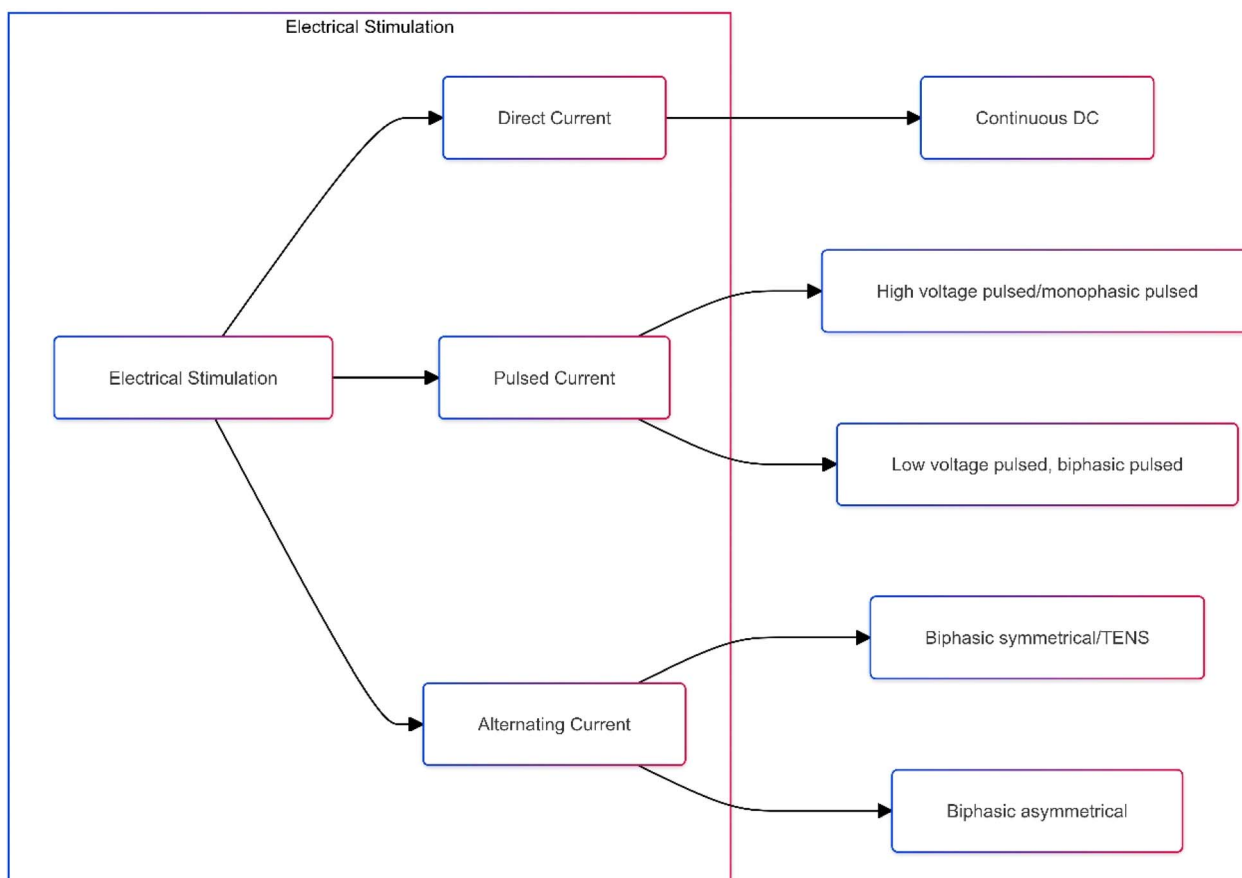 Electrical Stimulation
Direct Current
Continuous DC
High voltage pulsed/monophasic pulsed
Electrical Stimulation
Pulsed Current
Low voltage pulsed, biphasic pulsed
Biphasic symmetrical/TENS
Alternating Current
Biphasic asymmetrical